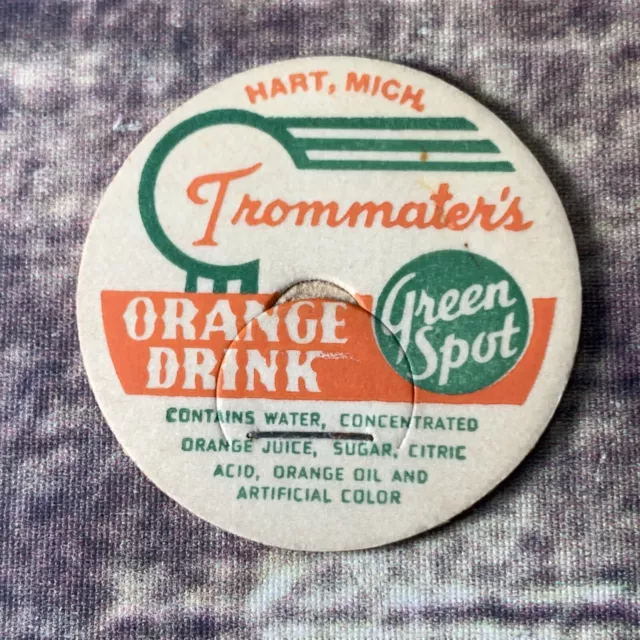 HART, MICH.
Trommater's
ORANGE
DRINK
Green
Spot
CONTAINS WATER, CONCENTRATED
ORANGE JUICE, SUGAR, CITRIC
ACID, ORANGE OIL AND
ARTIFICIAL COLOR